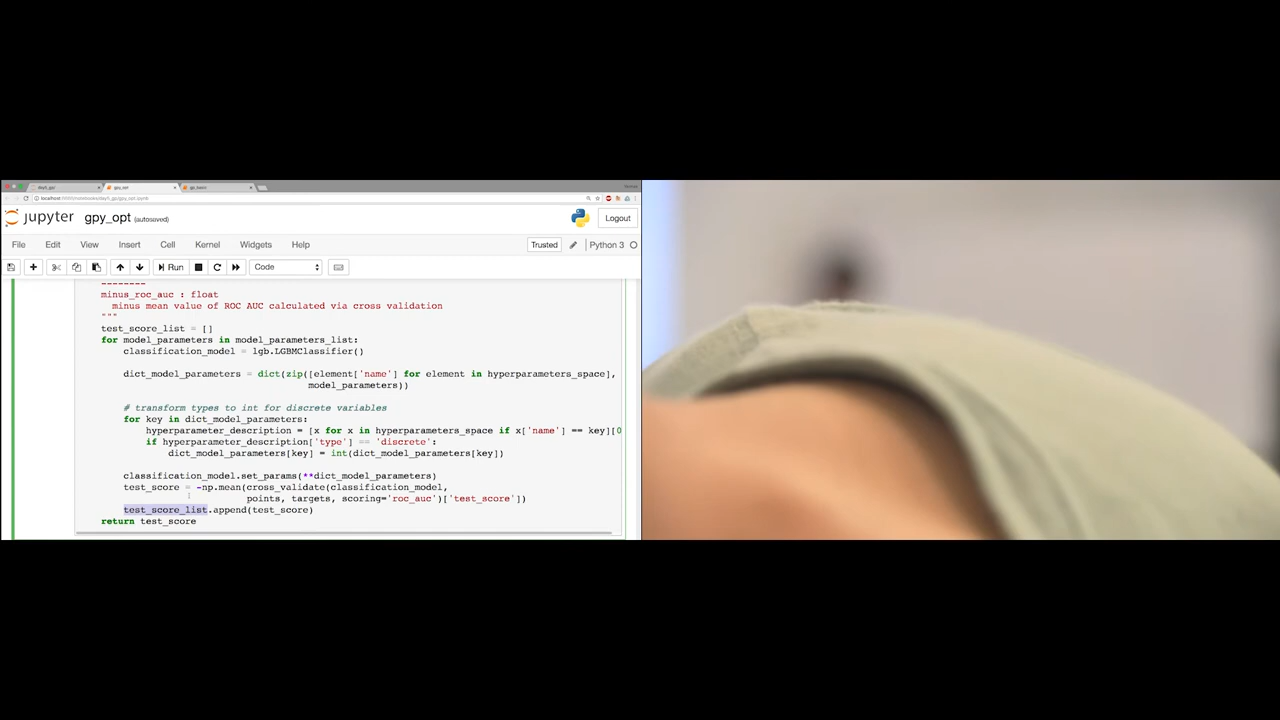 day5_gp/
gpy_opt
gp_basic
jupyter gpy_opt (autosaved)
Logout
File Edit View Insert Cell Kernel Widgets Help
Trusted
Python 3
Run
Code
minus_roc_auc : float
minus mean value of ROC AUC calculated via cross validation
"""
test_score_list = []
for model_parameters in model_parameters_list:
classification_model = lgb.LGBMClassifier()
dict_model_parameters = dict(zip([element['name'] for element in hyperparameters_space],
model_parameters))
# transform types to int for discrete variables
for key in dict_model_parameters:
hyperparameter_description = [x for x in hyperparameters_space if x['name'] == key][0
if hyperparameter_description['type'] == 'discrete':
dict_model_parameters[key] = int(dict_model_parameters[key])
classification_model.set_params(**dict_model_parameters)
test_score = -np.mean(cross_validate(classification_model,
points, targets, scoring='roc_auc')['test_score'])
test_score_list.append(test_score)
return test_score